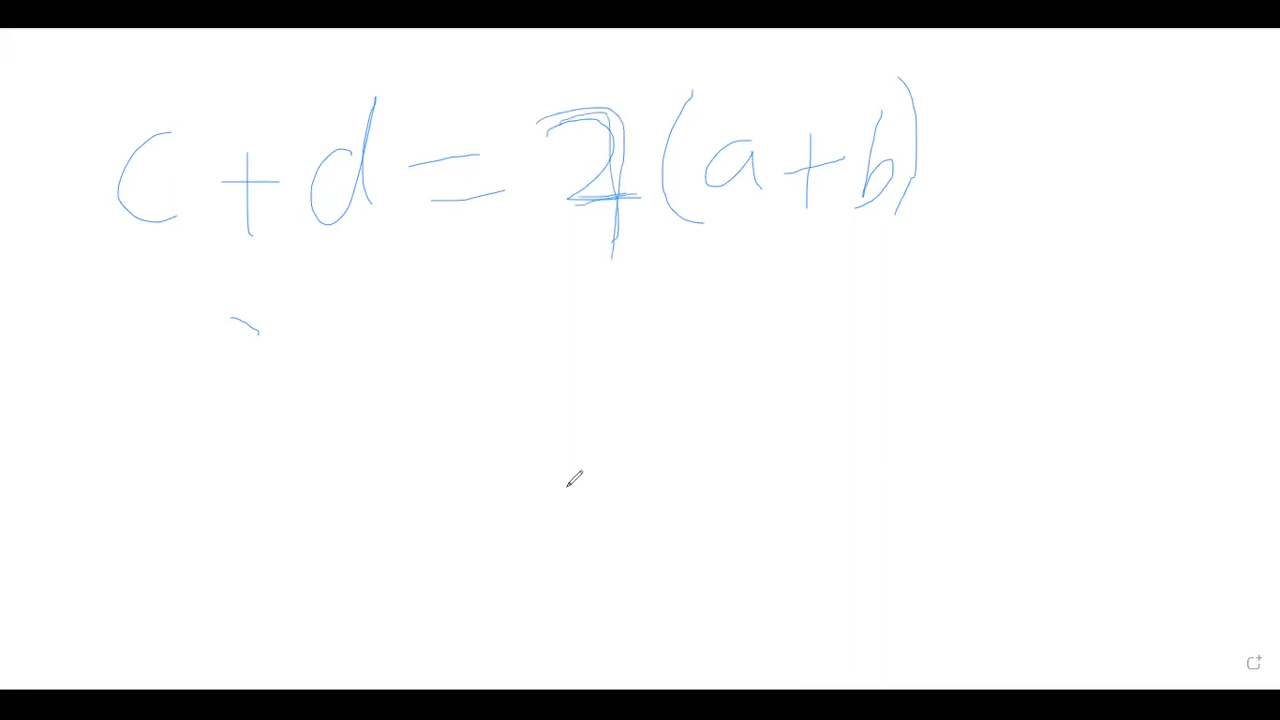 c + d = (a + b)